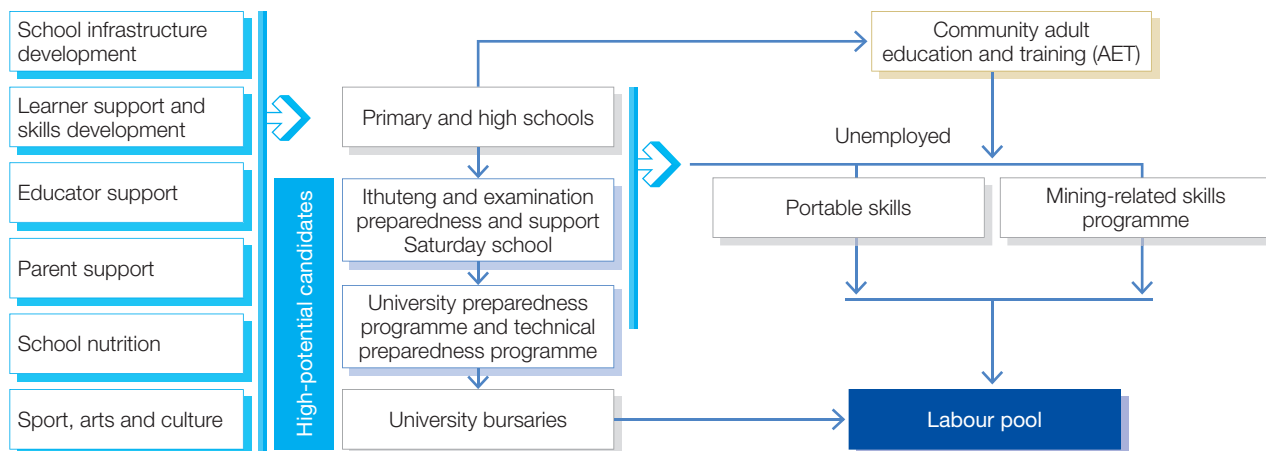 School infrastructure
development
Learner support and
skills development
Educator support
Parent support
School nutrition
Sport, arts and culture
High-potential candidates
Primary and high schools
Ithuteng and examination
preparedness and support
Saturday school
University preparedness
programme and technical
preparedness programme
University bursaries
Community adult
education and training (AET)
Unemployed
Portable skills
Mining-related skills
programme
Labour pool